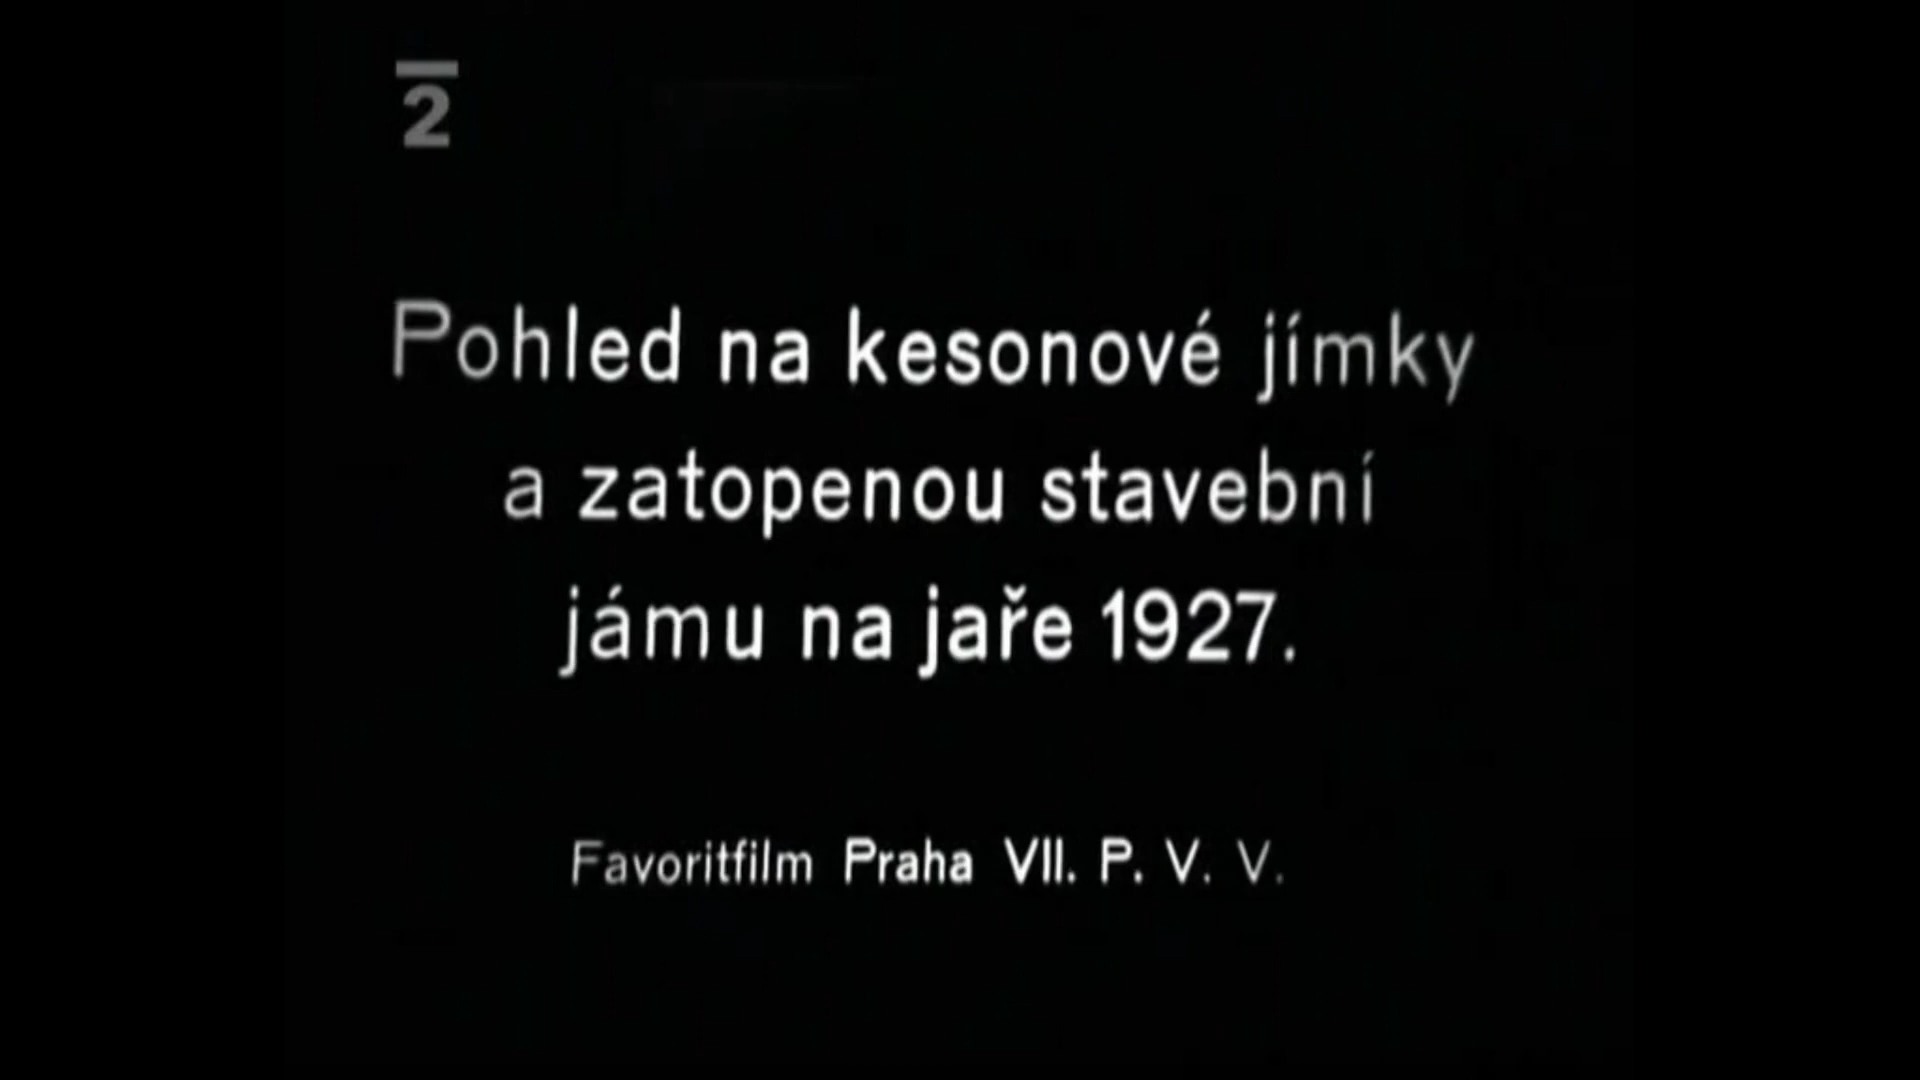 2
Pohled na kesonové jímky
a zatopenou stavební
jámu na jaře 1927.
Favoritfilm Praha VII. P. V. V.